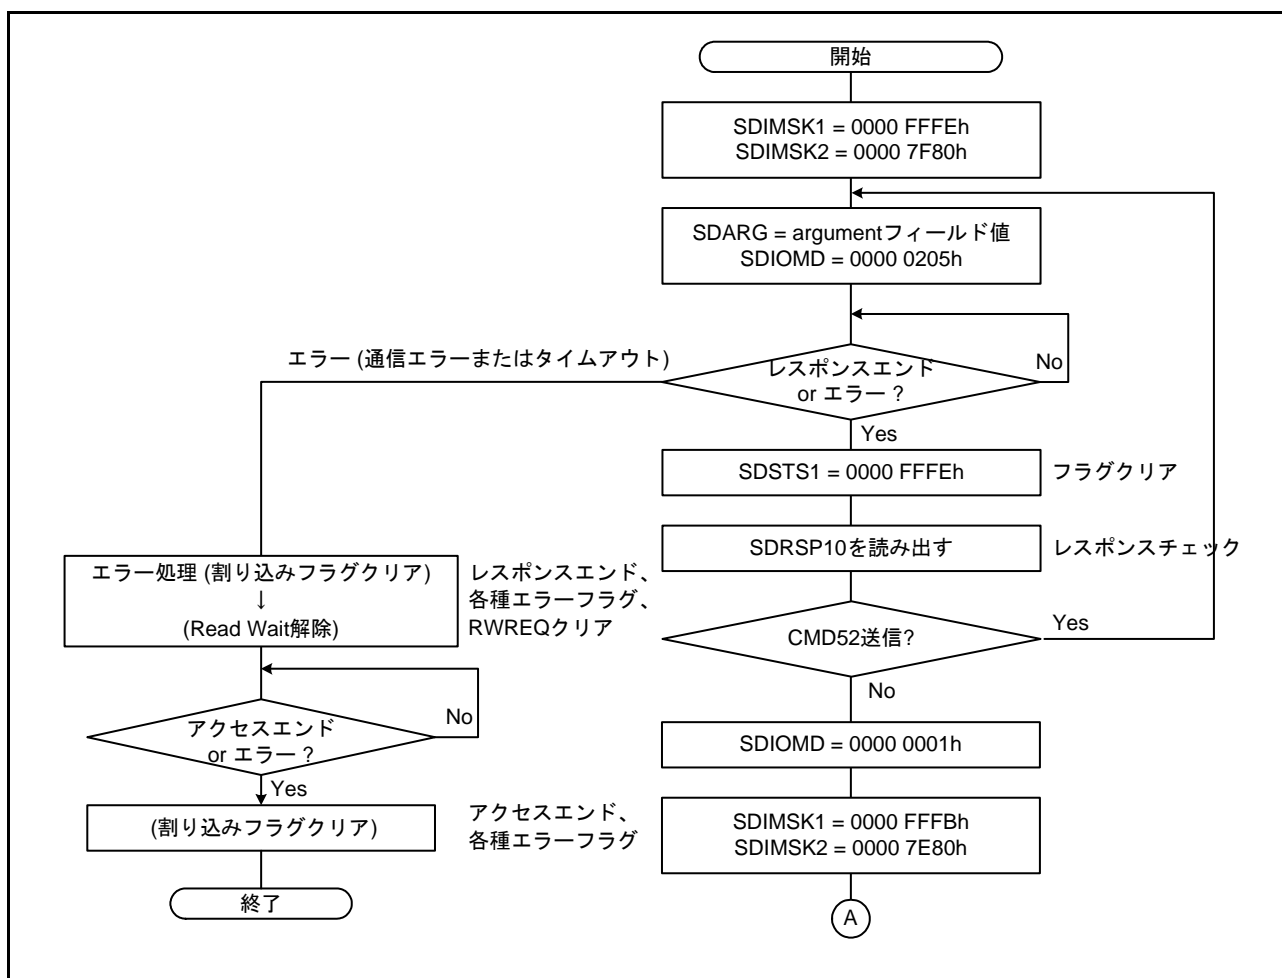 開始
SDIMSK1 = 0000 FFFEh
SDIMSK2 = 0000 7F80h
SDARG = argumentフィールド値
SDIOMD = 0000 0205h
エラー (通信エラーまたはタイムアウト)
レスポンスエンド
or エラー ?
No
Yes
SDSTS1 = 0000 FFFEh
フラグクリア
SDRSP10を読み出す
レスポンスチェック
エラー処理 (割り込みフラグクリア)
↓
(Read Wait解除)
レスポンスエンド、
各種エラーフラグ、
RWREQクリア
CMD52送信?
Yes
No
アクセスエンド
or エラー ?
No
Yes
SDIOMD = 0000 0001h
(割り込みフラグクリア)
アクセスエンド、
各種エラーフラグ
SDIMSK1 = 0000 FFFBh
SDIMSK2 = 0000 7E80h
終了
A